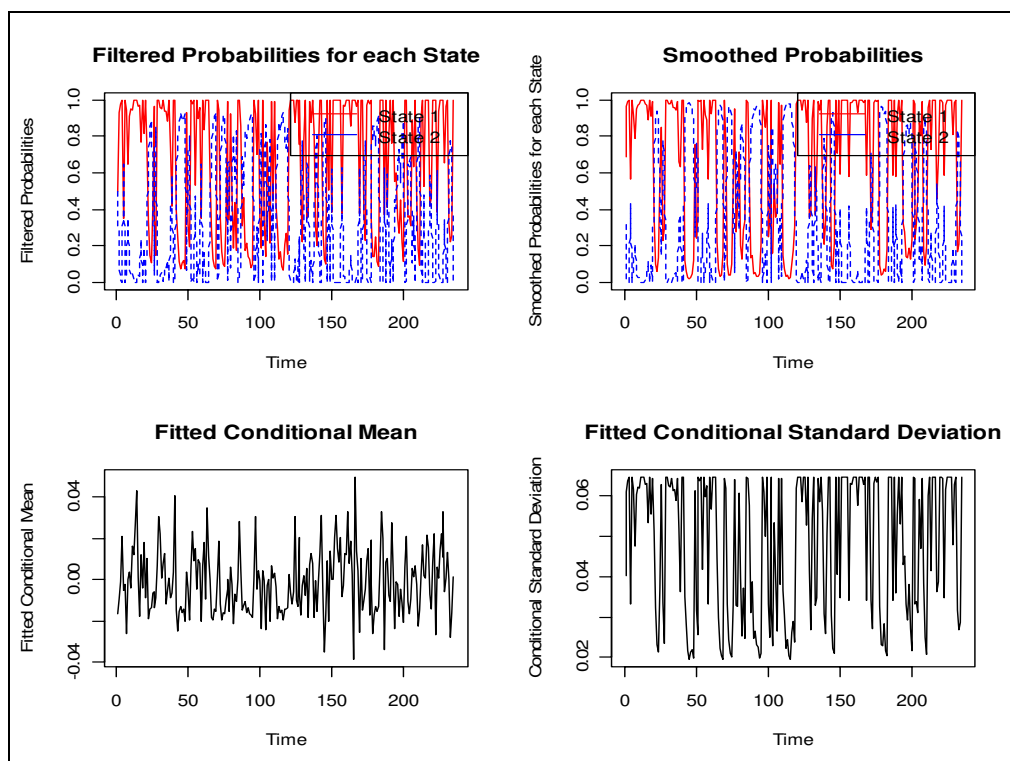 Filtered Probabilities for each State
Filtered Probabilities
1.0
0.8
0.6
0.4
0.2
0.0
State 1
State 2
0 50 100 150 200
Time
Smoothed Probabilities
Smoothed Probabilities for each State
1.0
0.8
0.6
0.4
0.2
0.0
State 1
State 2
0 50 100 150 200
Time
Fitted Conditional Mean
Fitted Conditional Mean
0.04
0.00
-0.04
0 50 100 150 200
Time
Fitted Conditional Standard Deviation
Conditional Standard Deviation
0.06
0.04
0.02
0 50 100 150 200
Time